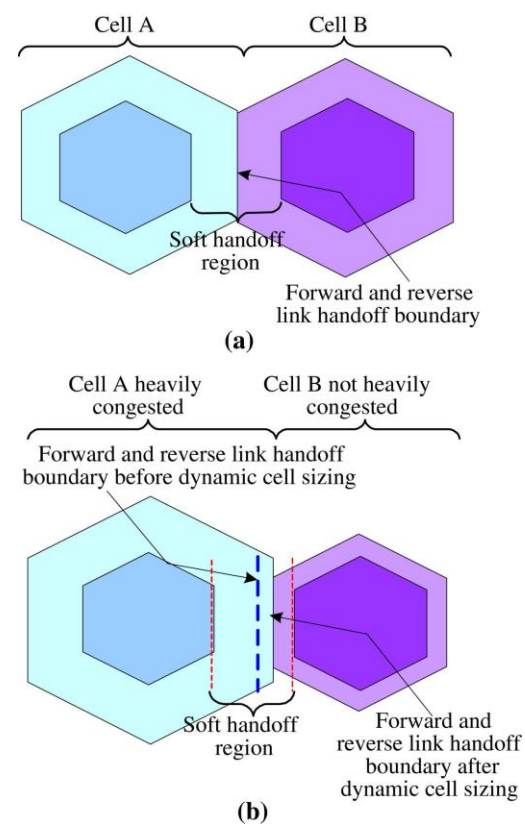 Cell A
Cell B
Soft handoff
region
Forward and reverse
link handoff boundary
(a)
Cell A heavily
congested
Cell B not heavily
congested
Forward and reverse link handoff
boundary before dynamic cell sizing
Soft handoff
region
Forward and
reverse link handoff
boundary after
dynamic cell sizing
(b)